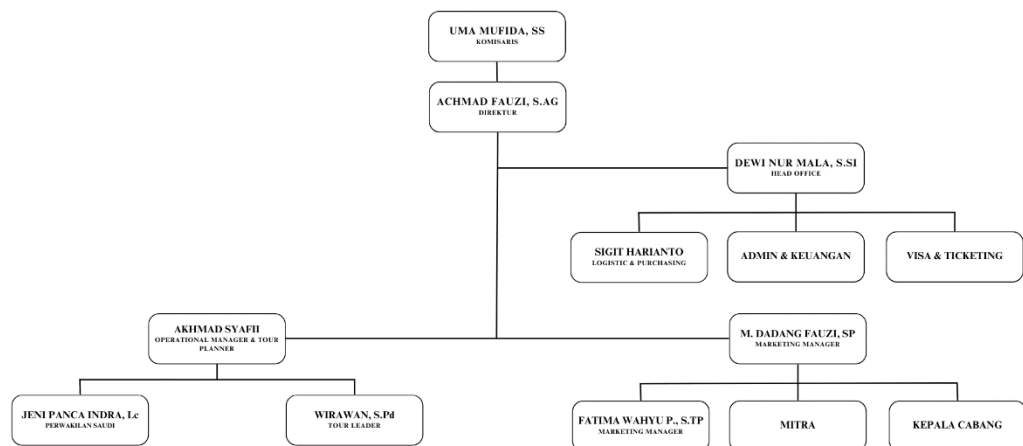 UMA MUFIDA, SS
KOMISARIS
ACHMAD FAUZI, S.AG
DIREKTUR
DEWI NUR MALA, S.SI
HEAD OFFICE
SIGIT HARIANTO
LOGISTIC & PURCHASING
ADMIN & KEUANGAN
VISA & TICKETING
AKHMAD SYAFII
OPERATIONAL MANAGER & TOUR
PLANNER
M. DADANG FAUZI, SP
MARKETING MANAGER
JENI PANCA INDRA, Lc
PERWAKILAN SAUDI
WIRAWAN, S.Pd
TOUR LEADER
FATIMA WAHYU P., S.TP
MARKETING MANAGER
MITRA
KEPALA CABANG